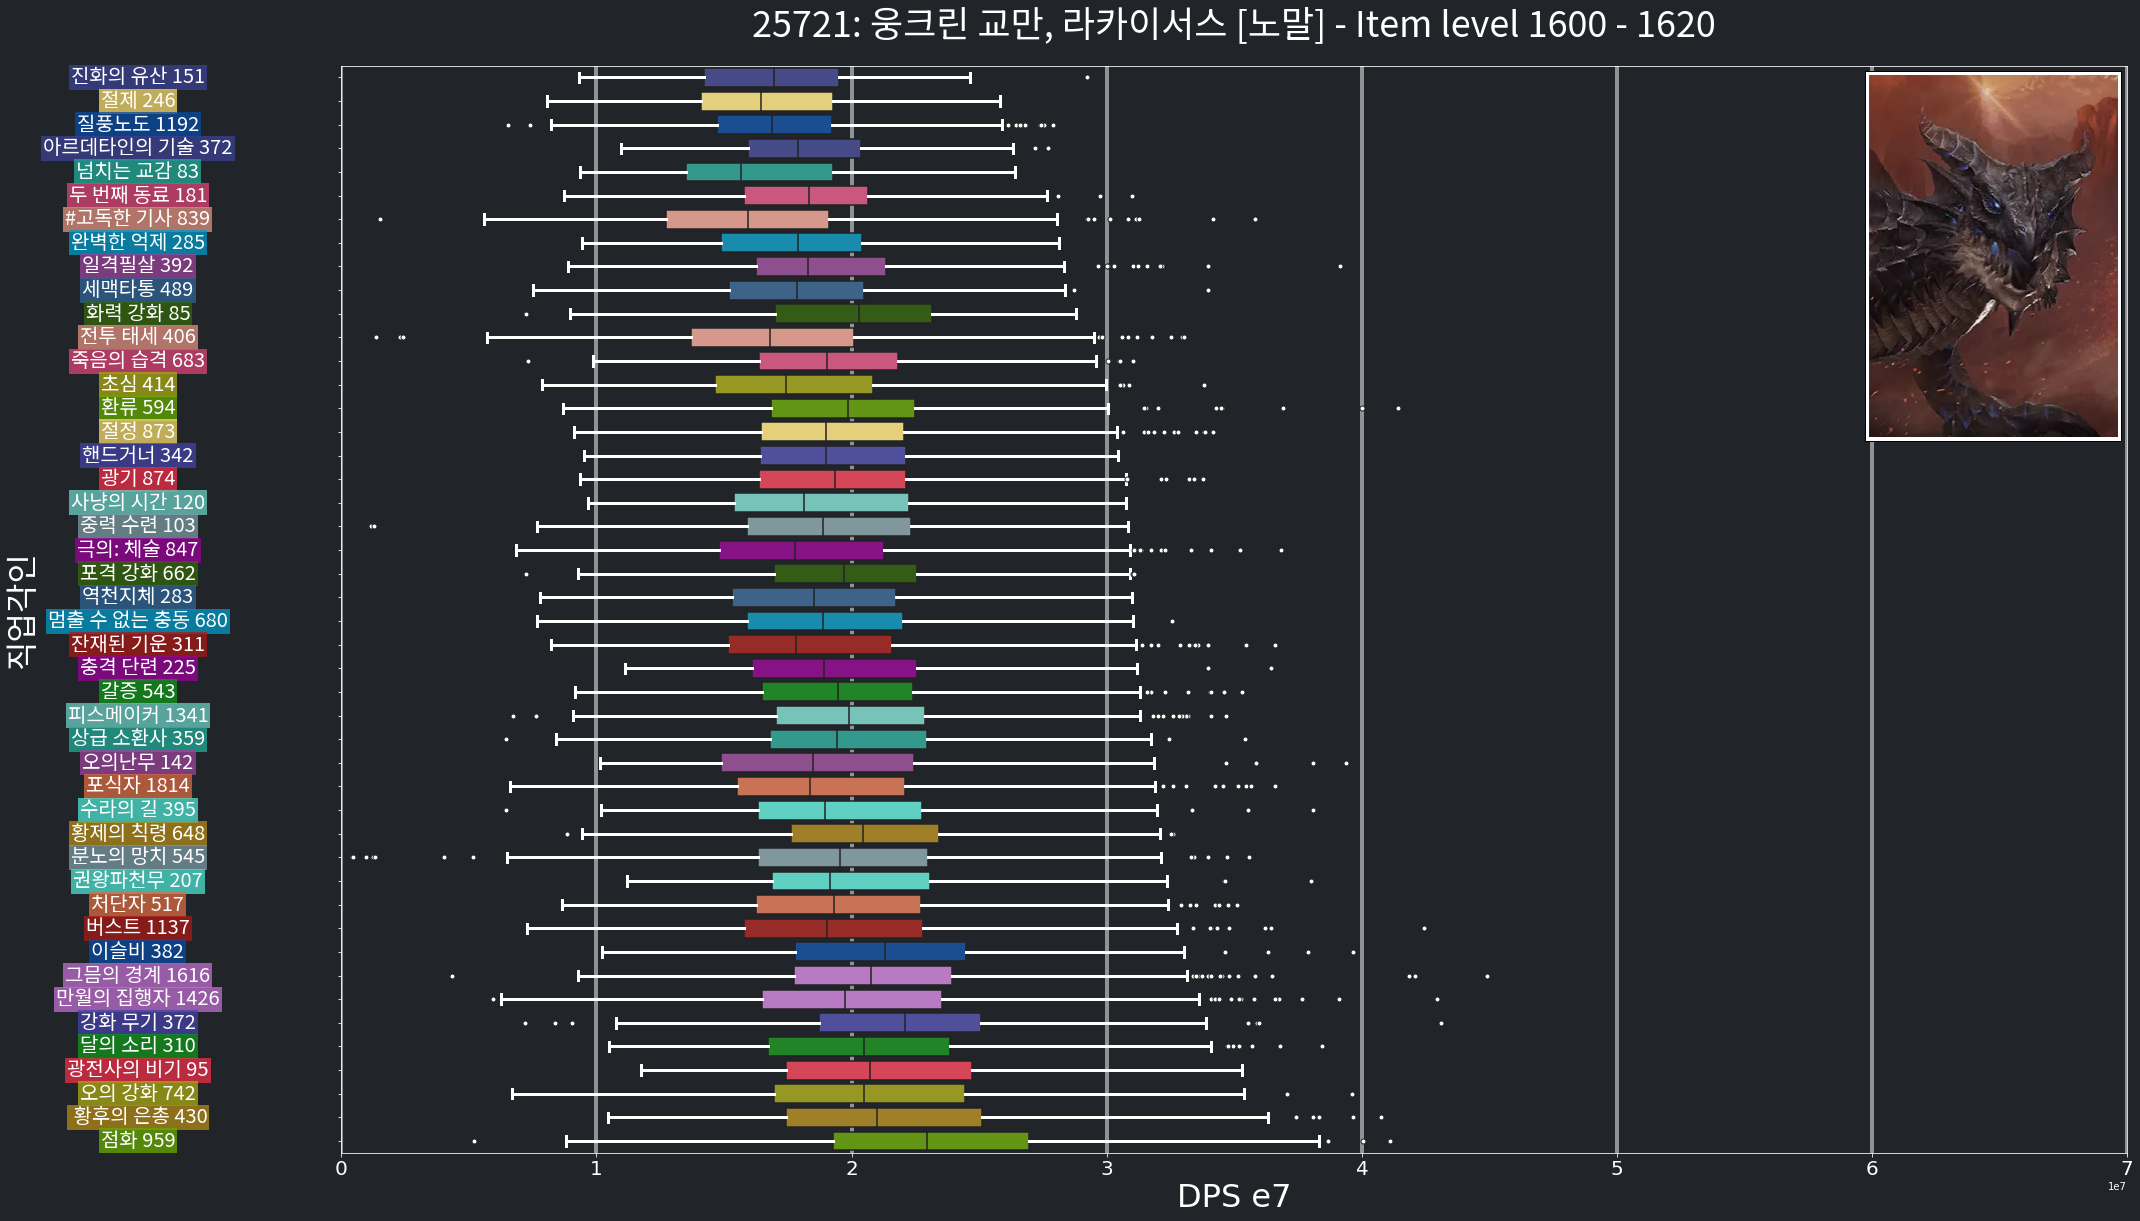 25721: 웅크린 교만, 라카이서스 [노말] - Item level 1600 - 1620
직업각인
진화의 유산 151
절제 246
질풍노도 1192
아르데타인의 기술 372
넘치는 교감 83
두 번째 동료 181
#고독한 기사 839
완벽한 억제 285
일격필살 392
세맥타통 489
화력 강화 85
전투 태세 406
죽음의 습격 683
초심 414
환류 594
절정 873
핸드거너 342
광기 874
사냥의 시간 120
중력 수련 103
극의: 체술 847
포격 강화 662
역천지체 283
멈출 수 없는 충동 680
잔재된 기운 311
충격 단련 225
갈증 543
피스메이커 1341
상급 소환사 359
오의난무 142
포식자 1814
수라의 길 395
황제의 칙령 648
분노의 망치 545
권왕파천무 207
처단자 517
버스트 1137
이슬비 382
그믐의 경계 1616
만월의 집행자 1426
강화 무기 372
달의 소리 310
광전사의 비기 95
오의 강화 742
황후의 은총 430
점화 959
0 1 2 3 4 5 6 7
1e7
DPS e7